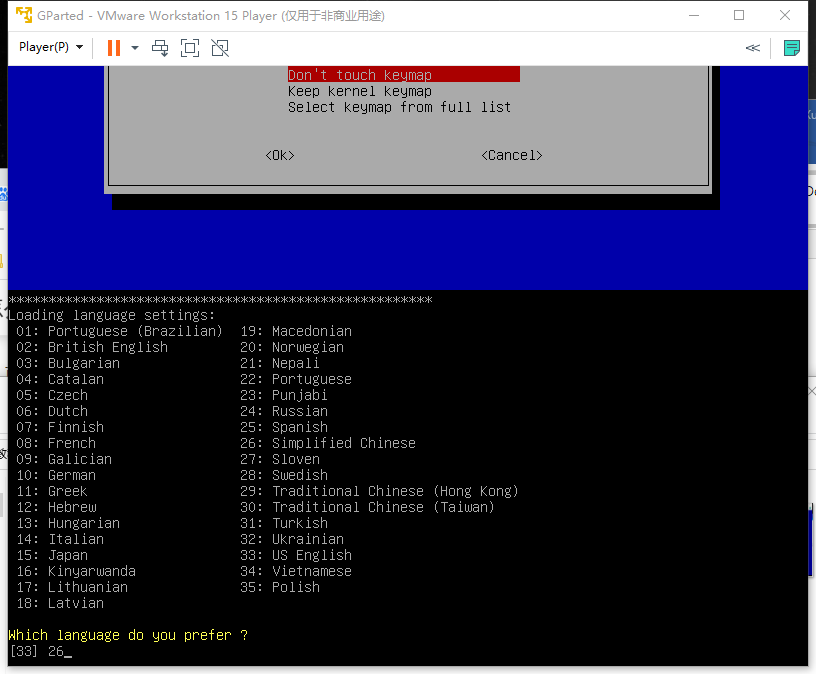 GParted - VMware Workstation 15 Player (仅用于非商业用途)
Player(P)
Don't touch keymap
Keep kernel keymap
Select keymap from full list
<Ok> <Cancel>
*****************************************************
Loading language settings:
01: Portuguese (Brazilian) 19: Macedonian
02: British English 20: Norwegian
03: Bulgarian 21: Nepali
04: Catalan 22: Portuguese
05: Czech 23: Punjabi
06: Dutch 24: Russian
07: Finnish 25: Spanish
08: French 26: Simplified Chinese
09: Galician 27: Sloven
10: German 28: Swedish
11: Greek 29: Traditional Chinese (Hong Kong)
12: Hebrew 30: Traditional Chinese (Taiwan)
13: Hungarian 31: Turkish
14: Italian 32: Ukrainian
15: Japan 33: US English
16: Kinyarwanda 34: Vietnamese
17: Lithuanian 35: Polish
18: Latvian
Which language do you prefer ?
[33] 26_